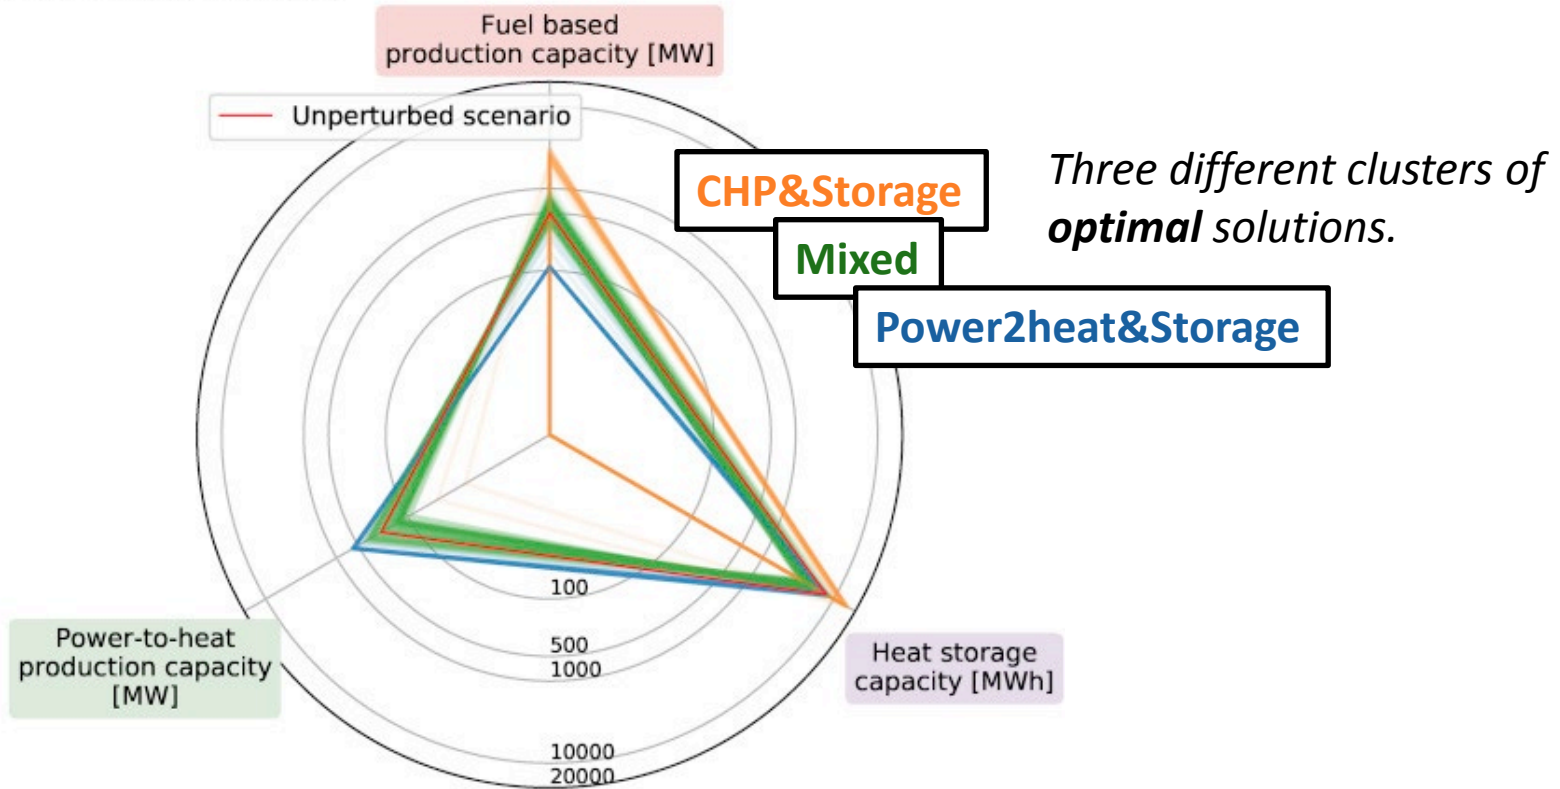 Fuel based
production capacity [MW]
Unperturbed scenario
CHP&Storage
Mixed
Power2heat&Storage
Three different clusters of
optimal solutions.
100
500
1000
10000
20000
Power-to-heat
production capacity
[MW]
Heat storage
capacity [MWh]